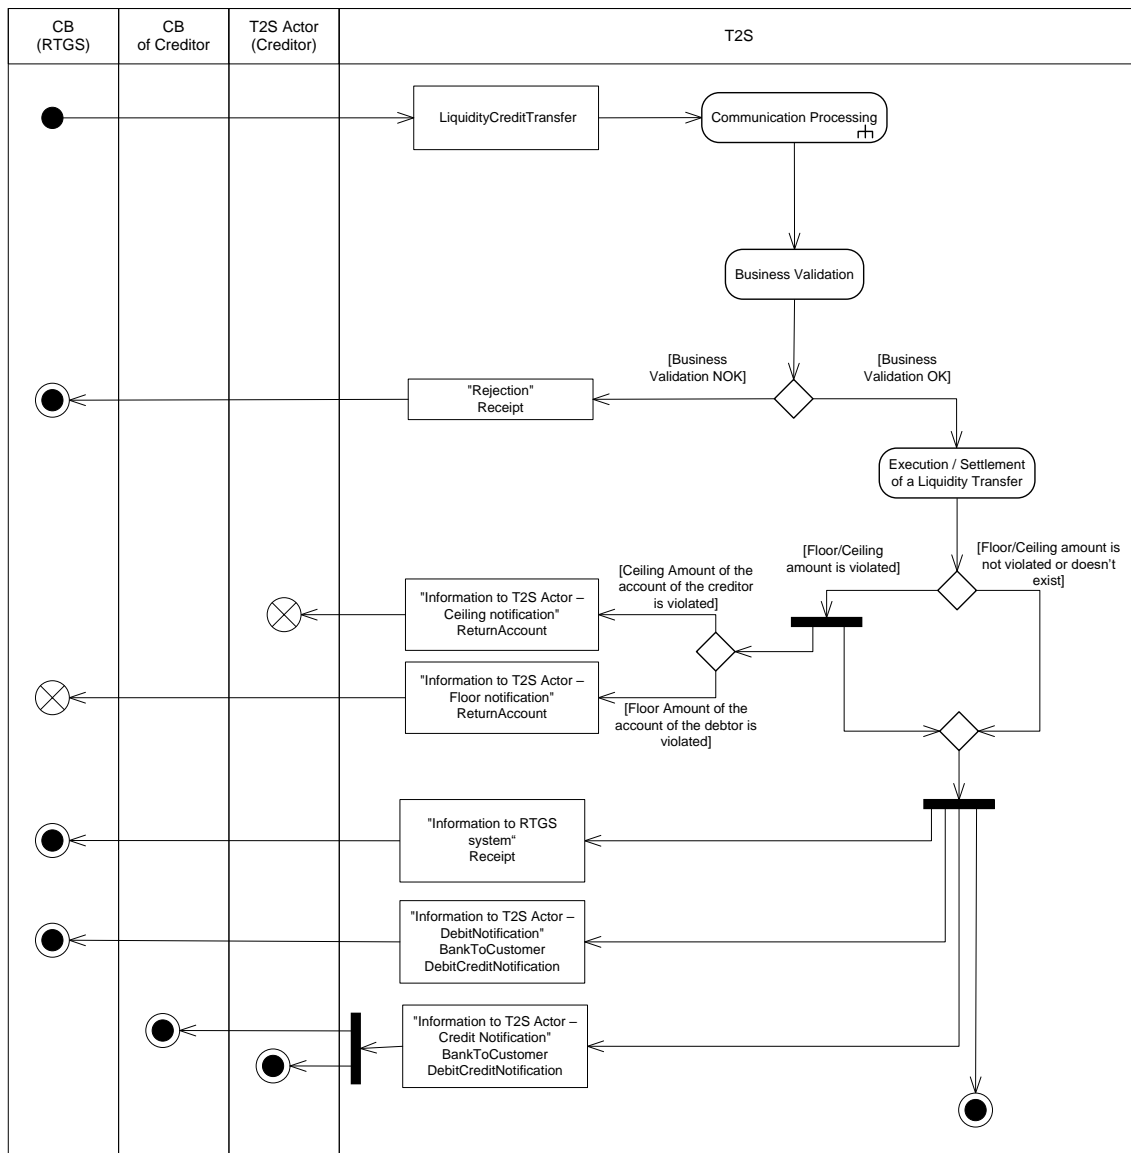 CB
(RTGS)
CB
of Creditor
T2S Actor
(Creditor)
T2S
LiquidityCreditTransfer
Communication Processing
Business Validation
[Business
Validation NOK]
[Business
Validation OK]
"Rejection"
Receipt
Execution / Settlement
of a Liquidity Transfer
[Floor/Ceiling
amount is violated]
[Floor/Ceiling amount is
not violated or doesn't
exist]
[Ceiling Amount of the
account of the creditor
is violated]
"Information to T2S Actor –
Ceiling notification"
ReturnAccount
"Information to T2S Actor –
Floor notification"
ReturnAccount
[Floor Amount of the
account of the debtor is
violated]
"Information to RTGS
system“
Receipt
"Information to T2S Actor –
DebitNotification"
BankToCustomer
DebitCreditNotification
"Information to T2S Actor –
Credit Notification"
BankToCustomer
DebitCreditNotification